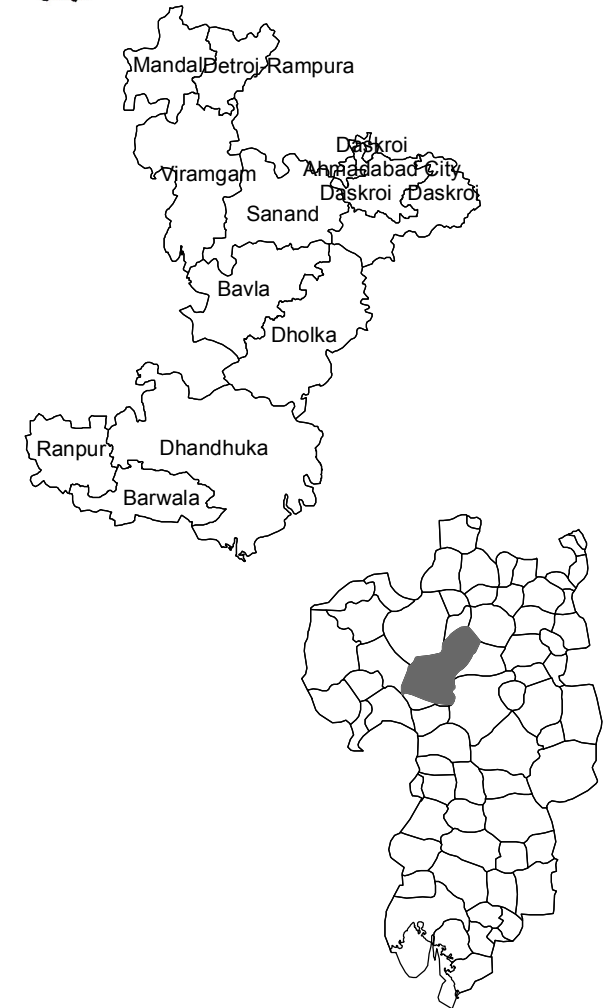 Mandal Detroj-Rampura
Daskroi
Viramgam Ahmadabad City
Daskroi Daskroi
Sanand
Bavla
Dholka
Ranpur Dhandhuka
Barwala